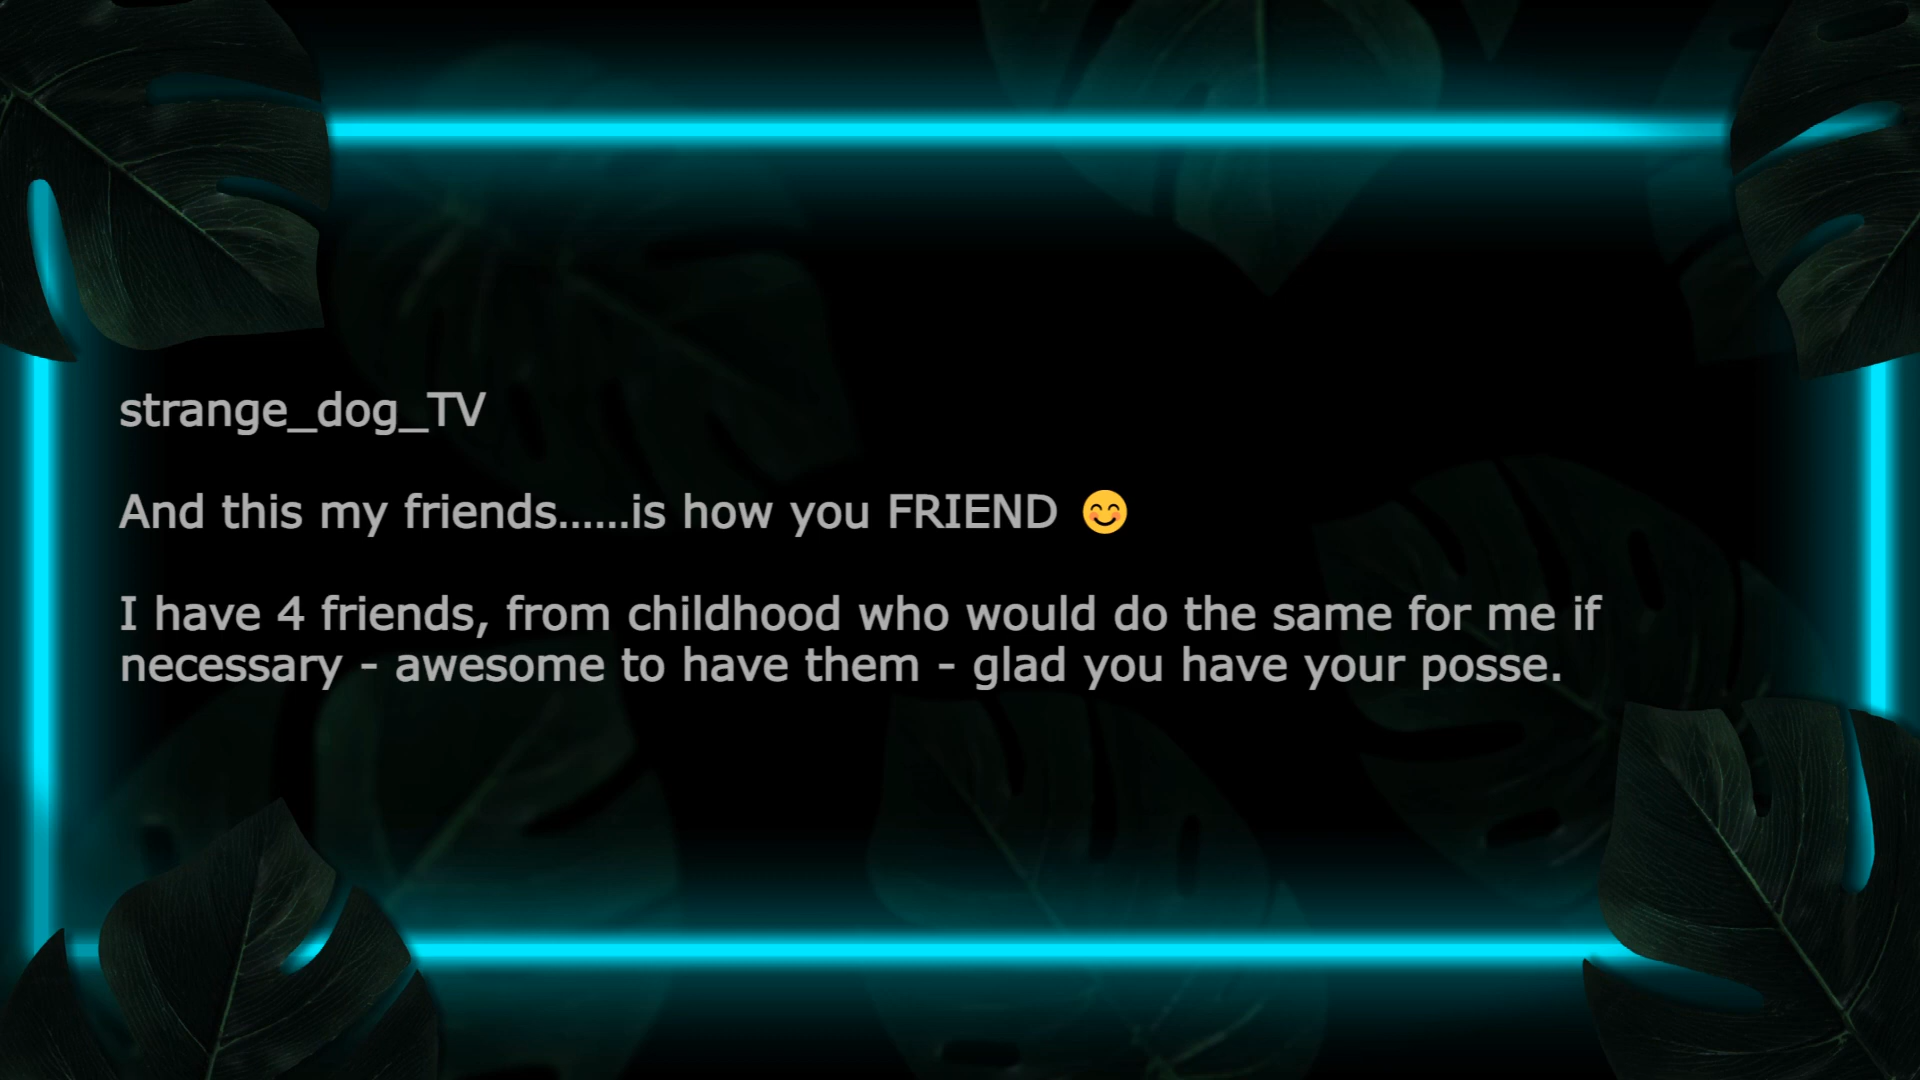 strange_dog_TV
And this my friends......is how you FRIEND 😊
I have 4 friends, from childhood who would do the same for me if
necessary - awesome to have them - glad you have your posse.